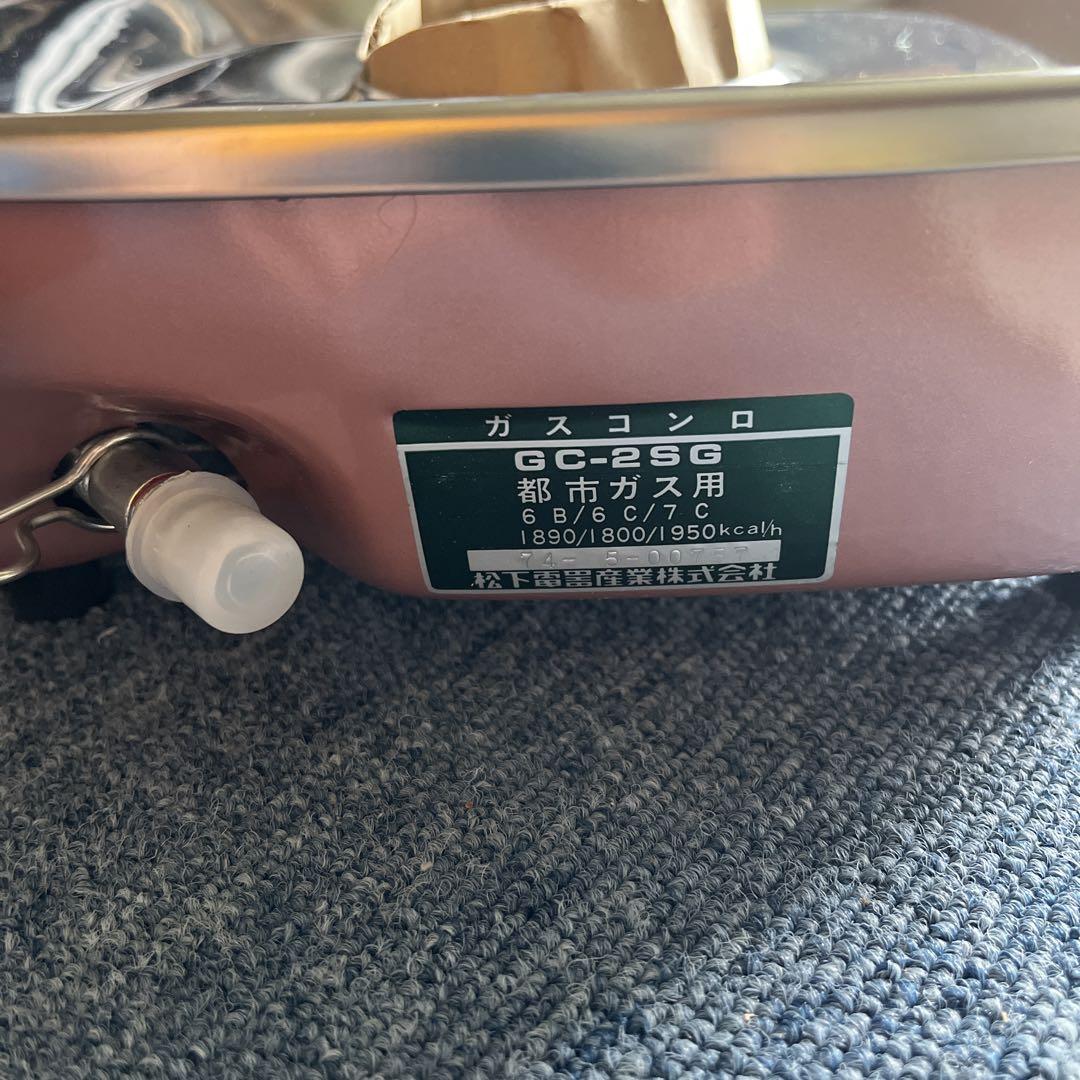 ガスコンロ
GC-2SG
都市ガス用
6B/6C/7C
1890/1800/1950kcal/h
松下電器産業株式会社